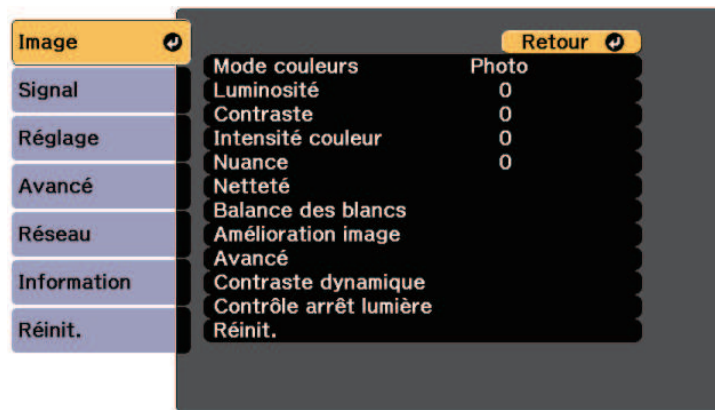 Image
Signal
Réglage
Avancé
Réseau
Information
Réinit.
Retour
Mode couleurs Photo
Luminosité 0
Contraste 0
Intensité couleur 0
Nuance 0
Netteté
Balance des blancs
Amélioration image
Avancé
Contraste dynamique
Contrôle arrêt lumière
Réinit.